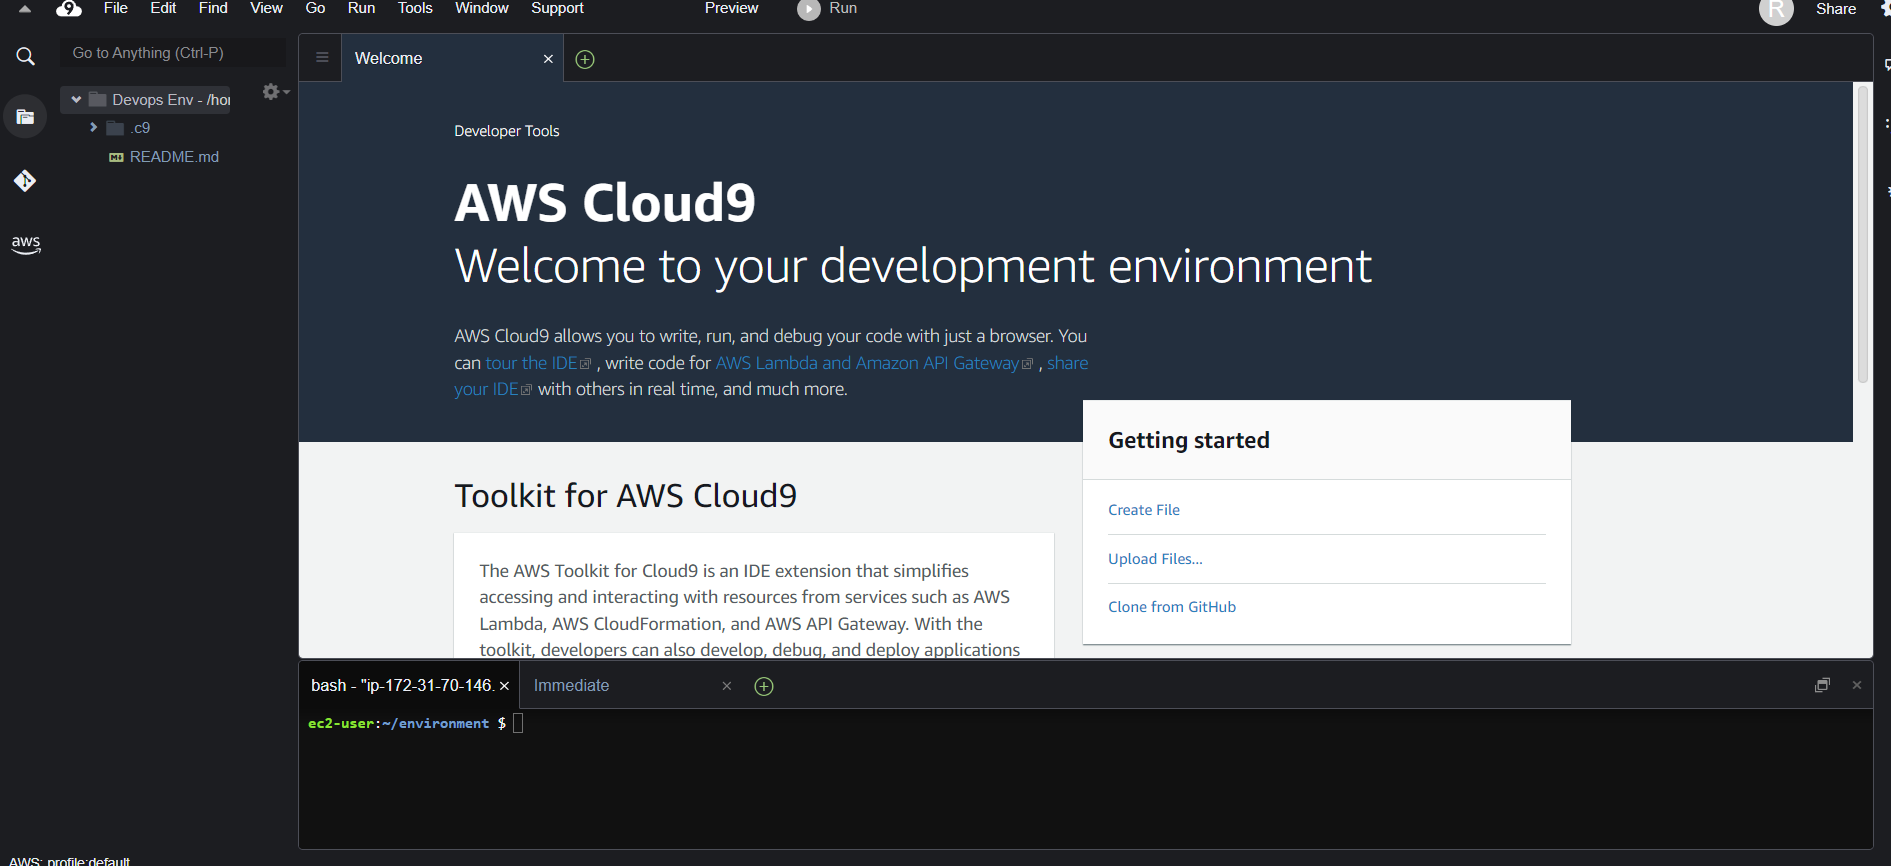 9 File Edit Find View Go Run Tools Window Support Preview Run R Share
Go to Anything (Ctrl-P)
Welcome
Devops Env - /hor
.c9
README.md
aws
Developer Tools
AWS Cloud9
Welcome to your development environment
AWS Cloud9 allows you to write, run, and debug your code with just a browser. You
can tour the IDE , write code for AWS Lambda and Amazon API Gateway , share
your IDE with others in real time, and much more.
Getting started
Create File
Upload Files...
Clone from GitHub
Toolkit for AWS Cloud9
The AWS Toolkit for Cloud9 is an IDE extension that simplifies
accessing and interacting with resources from services such as AWS
Lambda, AWS CloudFormation, and AWS API Gateway. With the
toolkit, developers can also develop, debug, and deploy applications
bash - "ip-172-31-70-146. Immediate
ec2-user:~/environment $
AWS: profile:default